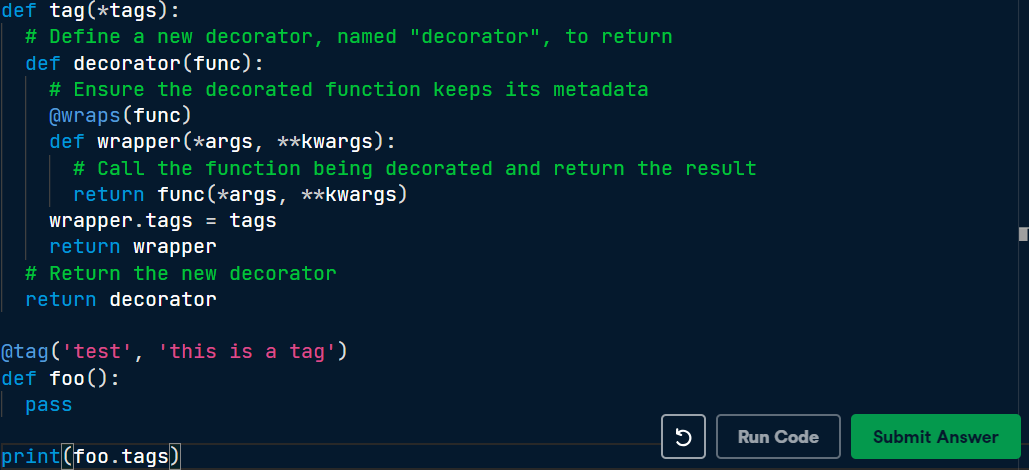 def tag(*tags):
  # Define a new decorator, named "decorator", to return
  def decorator(func):
    # Ensure the decorated function keeps its metadata
    @wraps(func)
    def wrapper(*args, **kwargs):
      # Call the function being decorated and return the result
      return func(*args, **kwargs)
    wrapper.tags = tags
    return wrapper
  # Return the new decorator
  return decorator

@tag('test', 'this is a tag')
def foo():
  pass
Run Code
Submit Answer
print(foo.tags)